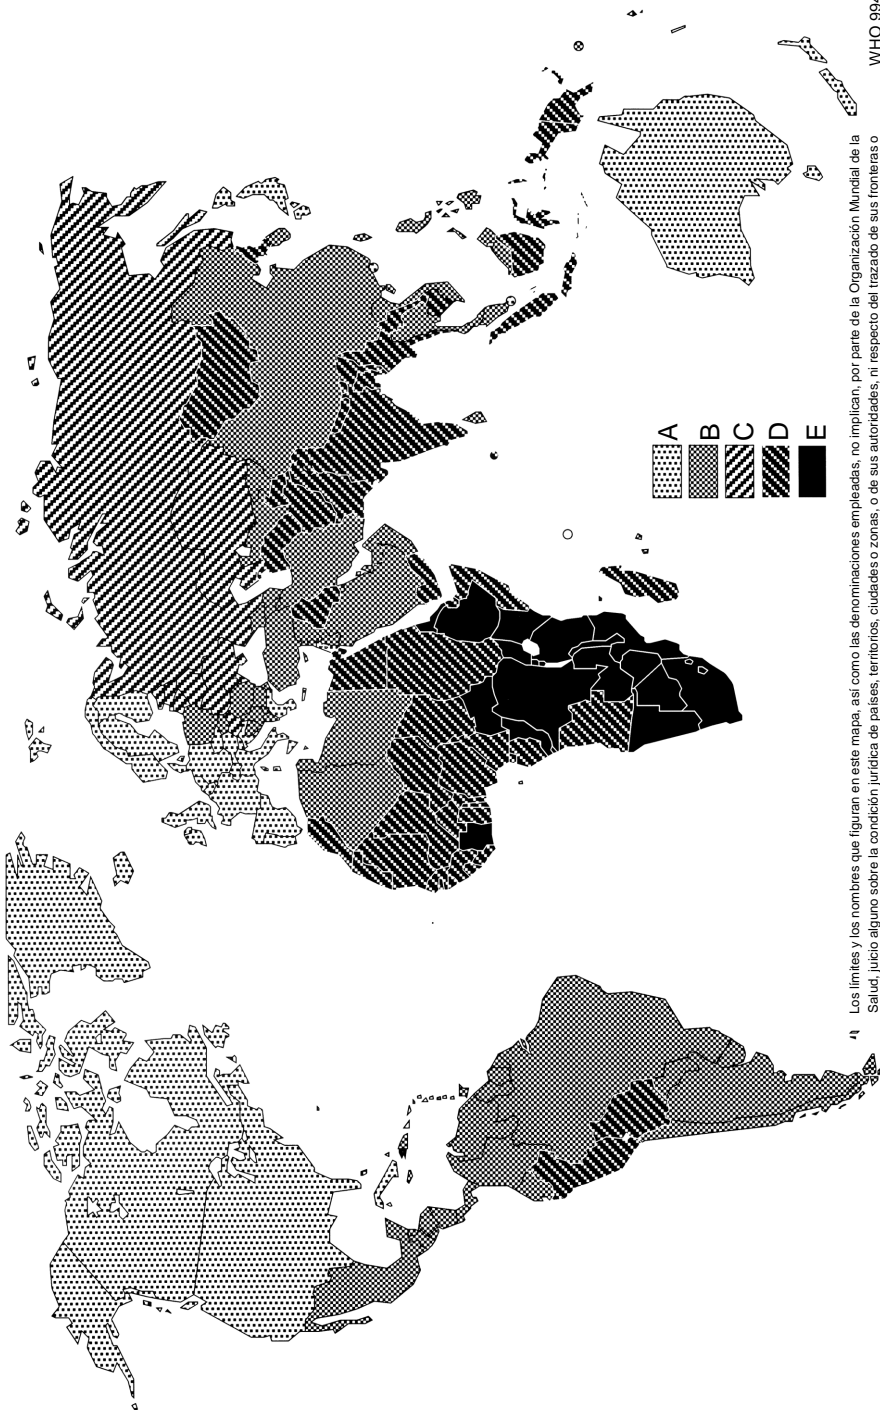 A
B
C
D
E
Los límites y los nombres que figuran en este mapa, así como las denominaciones empleadas, no implican, por parte de la Organización Mundial de la
Salud, juicio alguno sobre la condición jurídica de países, territorios, ciudades o zonas, o de sus autoridades, ni respecto del trazado de sus fronteras o
WHO 994